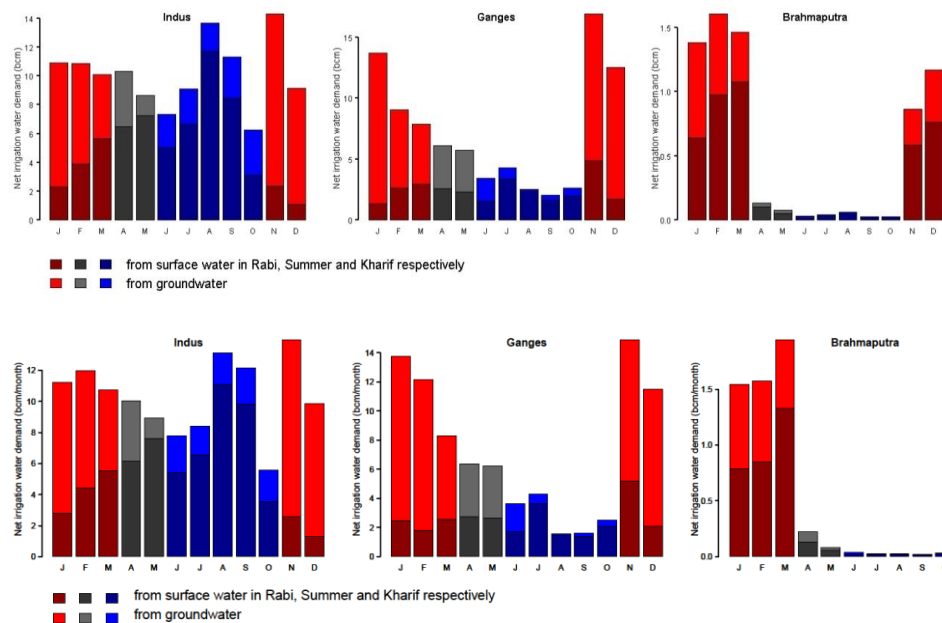 Indus
Ganges
Brahmaputra
Net irrigation water demand (bcm)
14
12
10
8
6
4
2
0
J F M A M J J A S O N D
Net irrigation water demand (bcm)
15
10
5
0
J F M A M J J A S O N D
Net irrigation water demand (bcm)
1.5
1.0
0.5
0.0
J F M A M J J A S O N D
from surface water in Rabi, Summer and Kharif respectively
from groundwater
Indus
Ganges
Brahmaputra
Net irrigation water demand (bcm/month)
12
10
8
6
4
2
0
J F M A M J J A S O N D
Net irrigation water demand (bcm/month)
14
12
10
8
6
4
2
0
J F M A M J J A S O N D
Net irrigation water demand (bcm/month)
1.5
1.0
0.5
0.0
J F M A M J J A S O
from surface water in Rabi, Summer and Kharif respectively
from groundwater